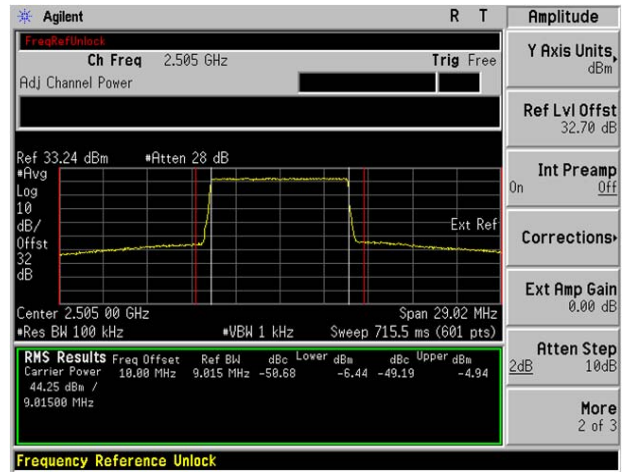 Agilent R T
FreqRefUnlock
Ch Freq 2.505 GHz Trig Free
Adj Channel Power
Ref 33.24 dBm #Atten 28 dB
#Avg
Log
10
dB/
Offst
32
dB
Ext Ref
Center 2.505 00 GHz Span 29.02 MHz
#Res BW 100 kHz #VBW 1 kHz Sweep 715.5 ms (601 pts)
RMS Results Freq Offset Ref BW dBc Lower dBm dBc Upper dBm
Carrier Power 10.00 MHz 9.015 MHz -50.68 -6.44 -49.19 -4.94
44.25 dBm /
9.01500 MHz
Frequency Reference Unlock
Amplitude
Y Axis Units
dBm
Ref Lvl Offst
32.70 dB
Int Preamp
On Off
Corrections
Ext Amp Gain
0.00 dB
Atten Step
2dB 10dB
More
2 of 3